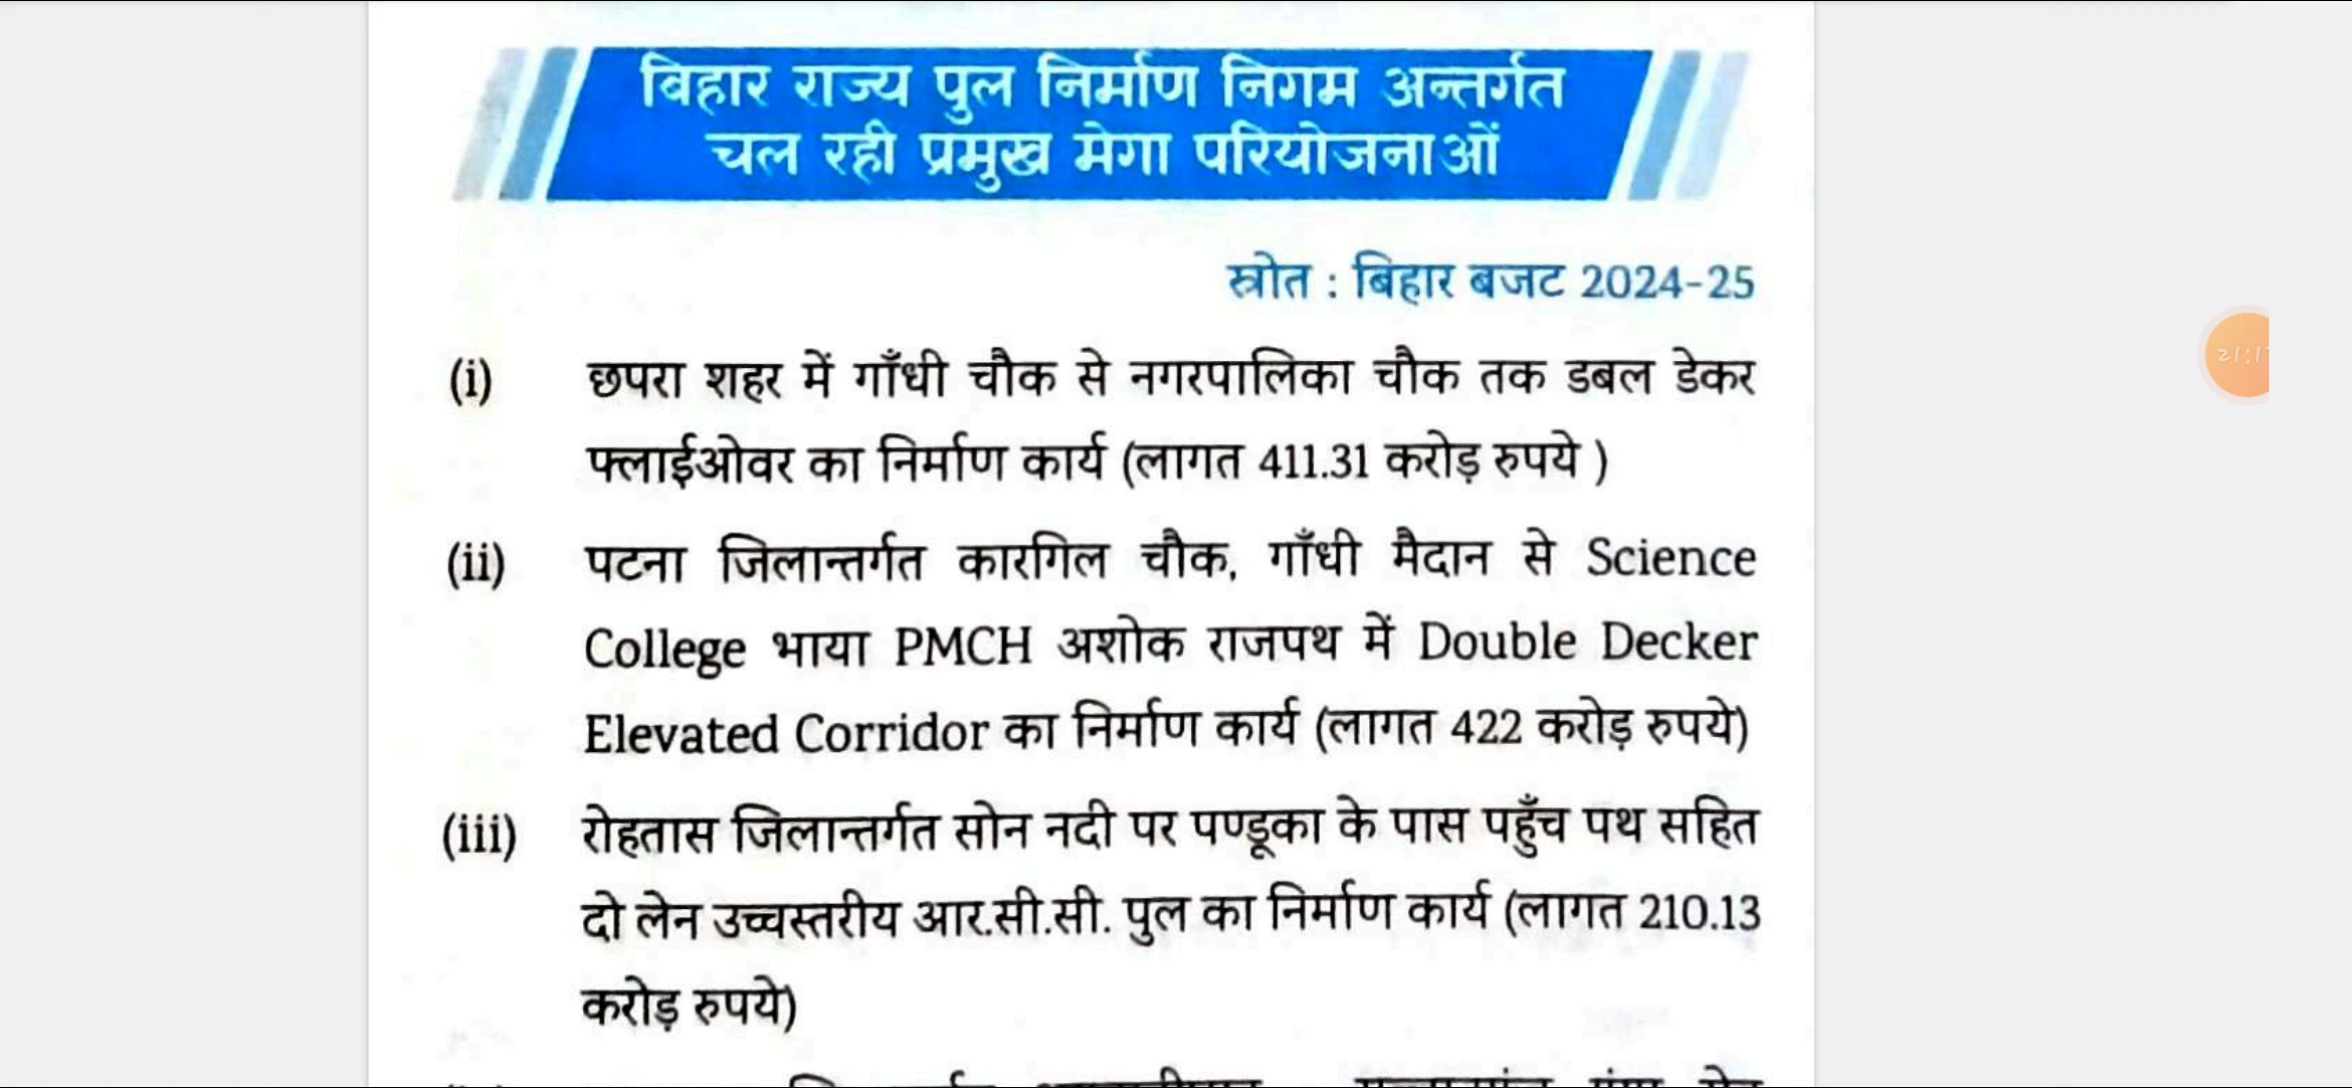 बिहार राज्य पुल निर्माण निगम अन्तर्गत
चल रही प्रमुख मेगा परियोजनाओं
स्रोत : बिहार बजट 2024-25
(i) छपरा शहर में गाँधी चौक से नगरपालिका चौक तक डबल डेकर
फ्लाईओवर का निर्माण कार्य (लागत 411.31 करोड़ रुपये )
(ii) पटना जिलान्तर्गत कारगिल चौक, गाँधी मैदान से Science
College भाया PMCH अशोक राजपथ में Double Decker
Elevated Corridor का निर्माण कार्य (लागत 422 करोड़ रुपये)
(iii) रोहतास जिलान्तर्गत सोन नदी पर पण्डूका के पास पहुँच पथ सहित
दो लेन उच्चस्तरीय आर.सी.सी. पुल का निर्माण कार्य (लागत 210.13
करोड़ रुपये)